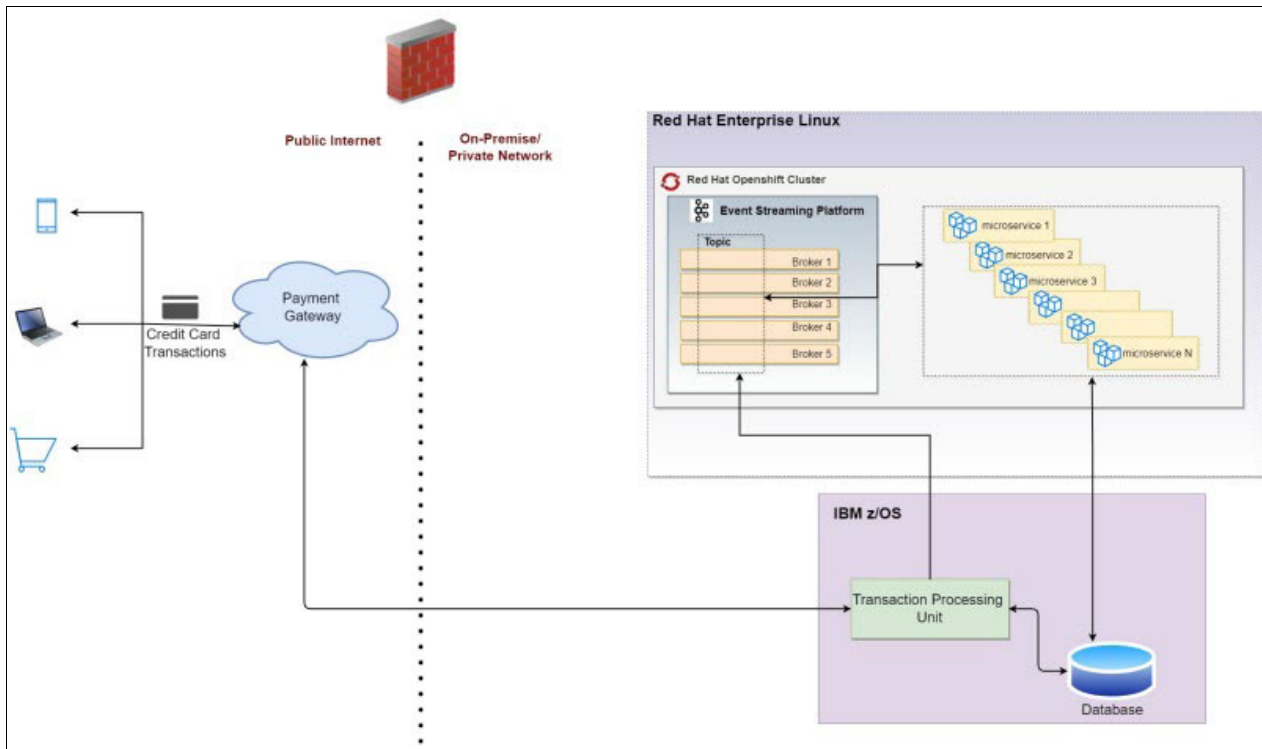 Public Internet
On-Premise/
Private Network
Red Hat Enterprise Linux
Red Hat Openshift Cluster
Event Streaming Platform
Topic
Broker 1
Broker 2
Broker 3
Broker 4
Broker 5
microservice 1
microservice 2
microservice 3
microservice N
Payment
Gateway
Credit Card
Transactions
IBM z/OS
Transaction Processing
Unit
Database